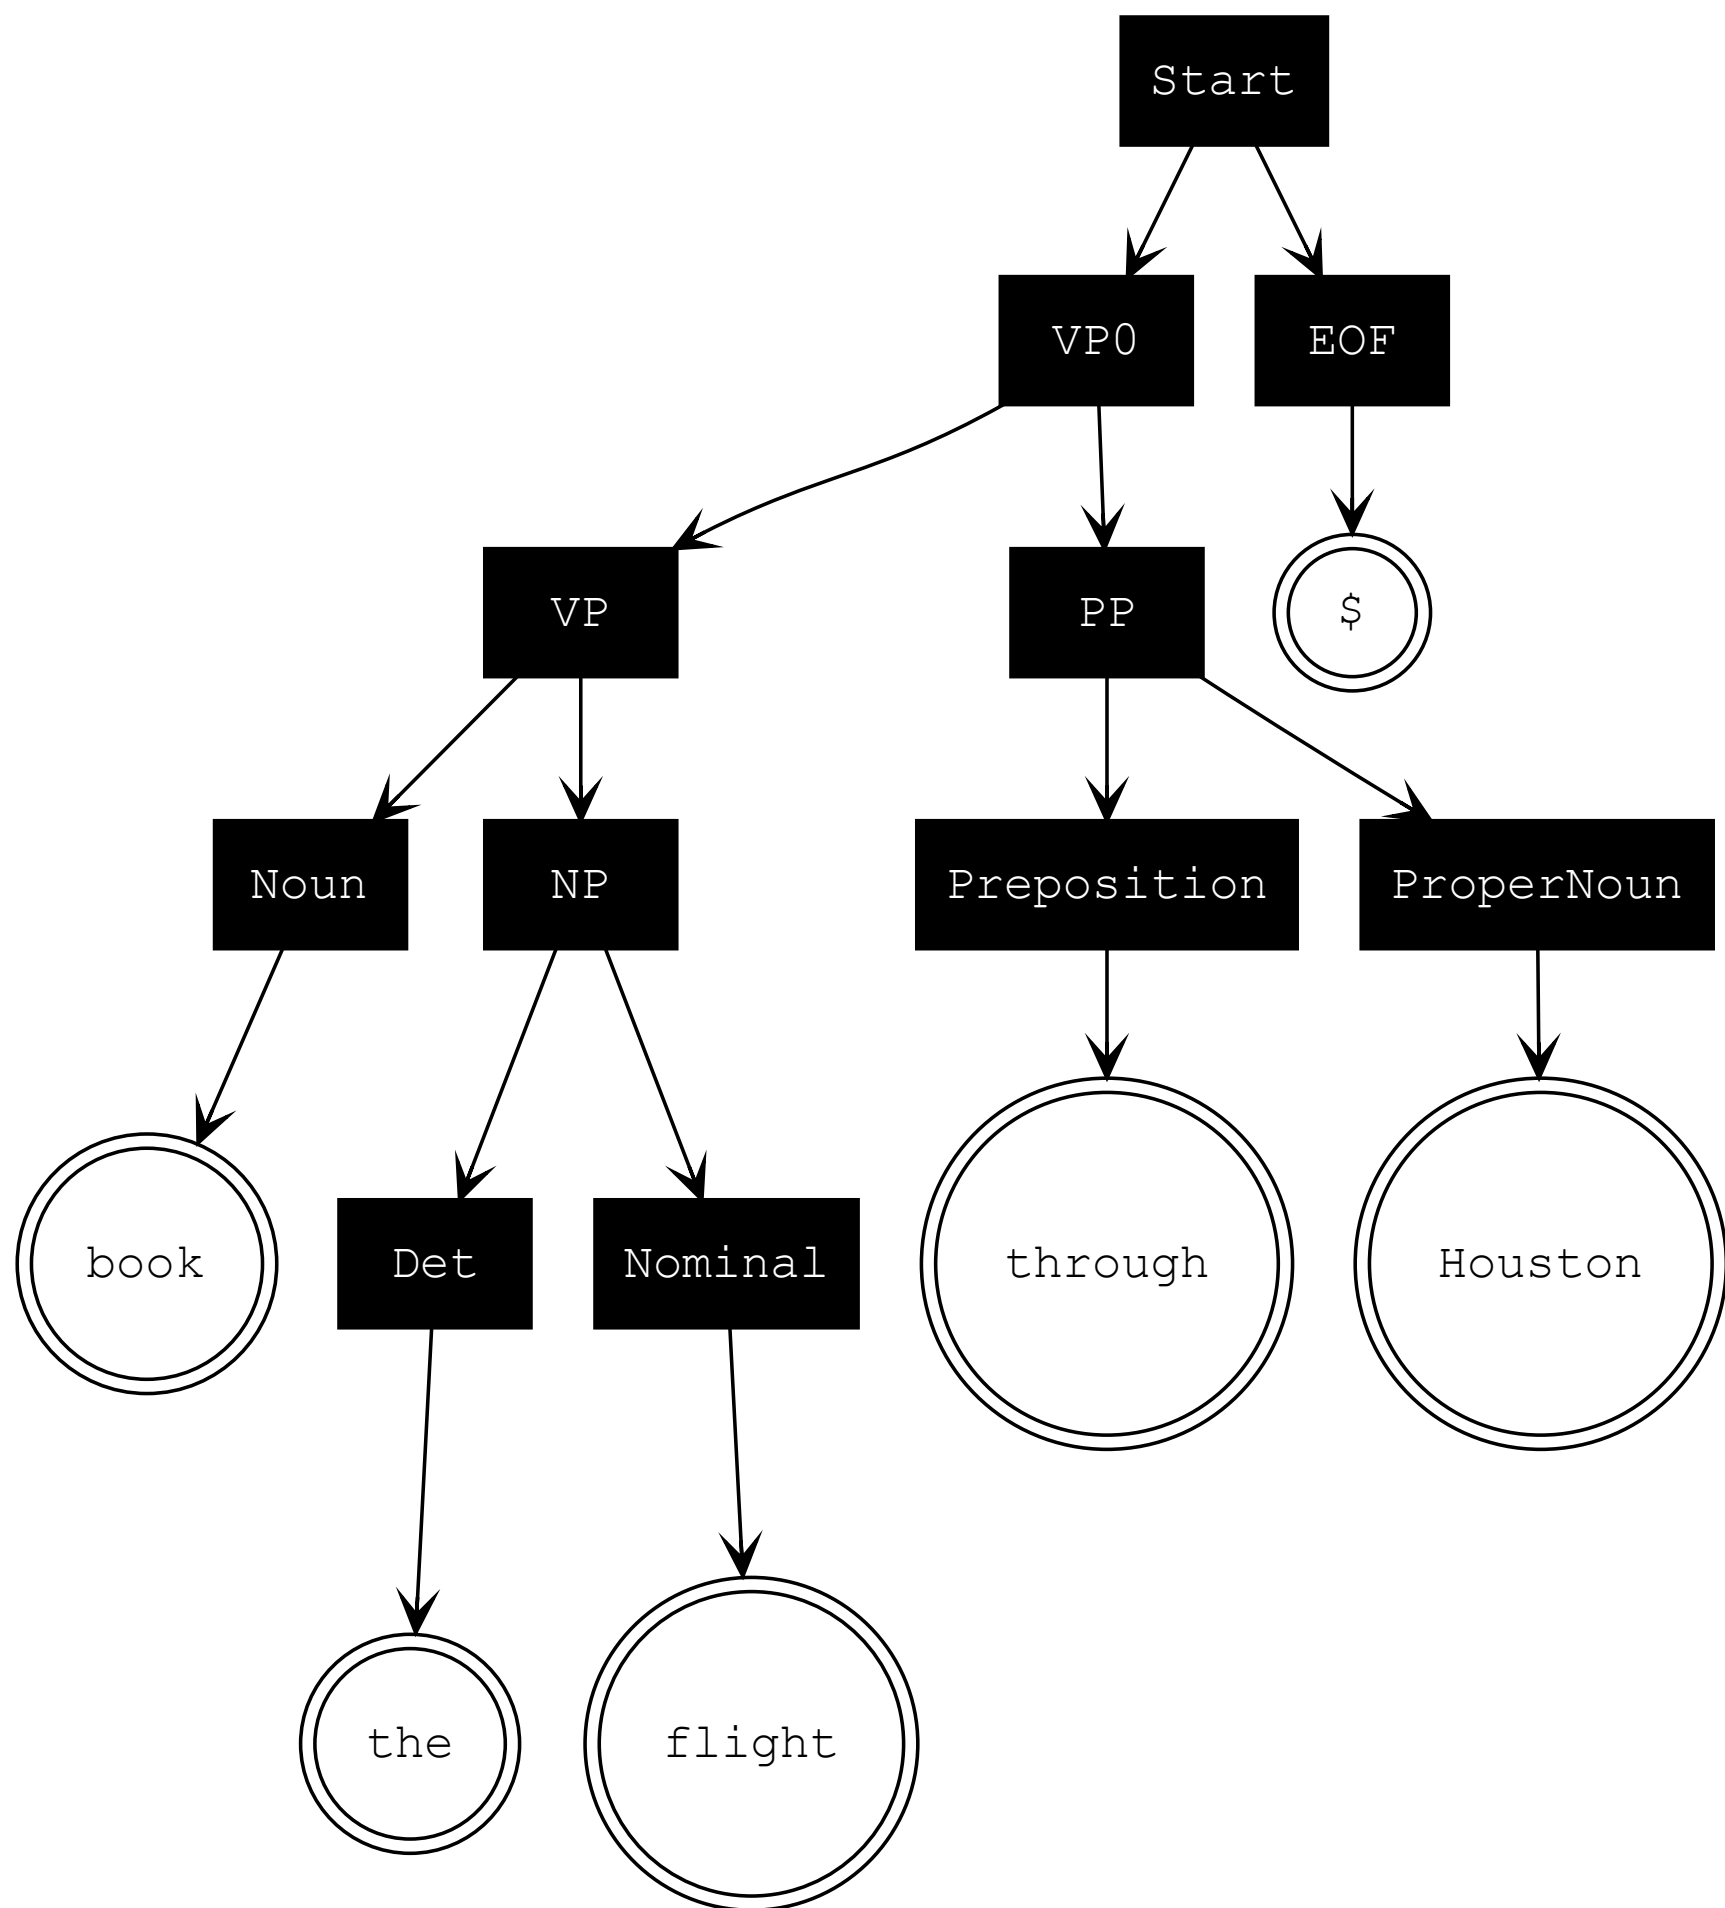 Start
VP0
EOF
VP
PP
$
Noun
NP
Preposition
ProperNoun
book
Det
Nominal
through
Houston
the
flight